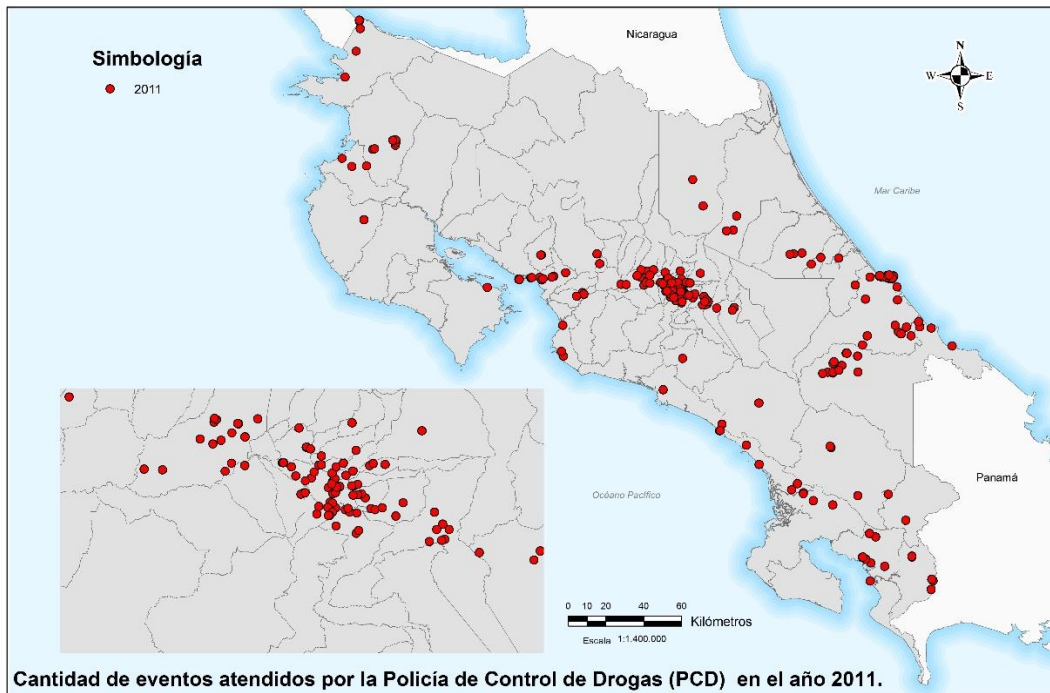 Nicaragua
Simbología
2011
N
W E
S
Mar Caribe
Panamá
Océano Pacífico
0 10 20 40 60
Kilómetros
Escala 1:1.400.000
Cantidad de eventos atendidos por la Policía de Control de Drogas (PCD) en el año 2011.